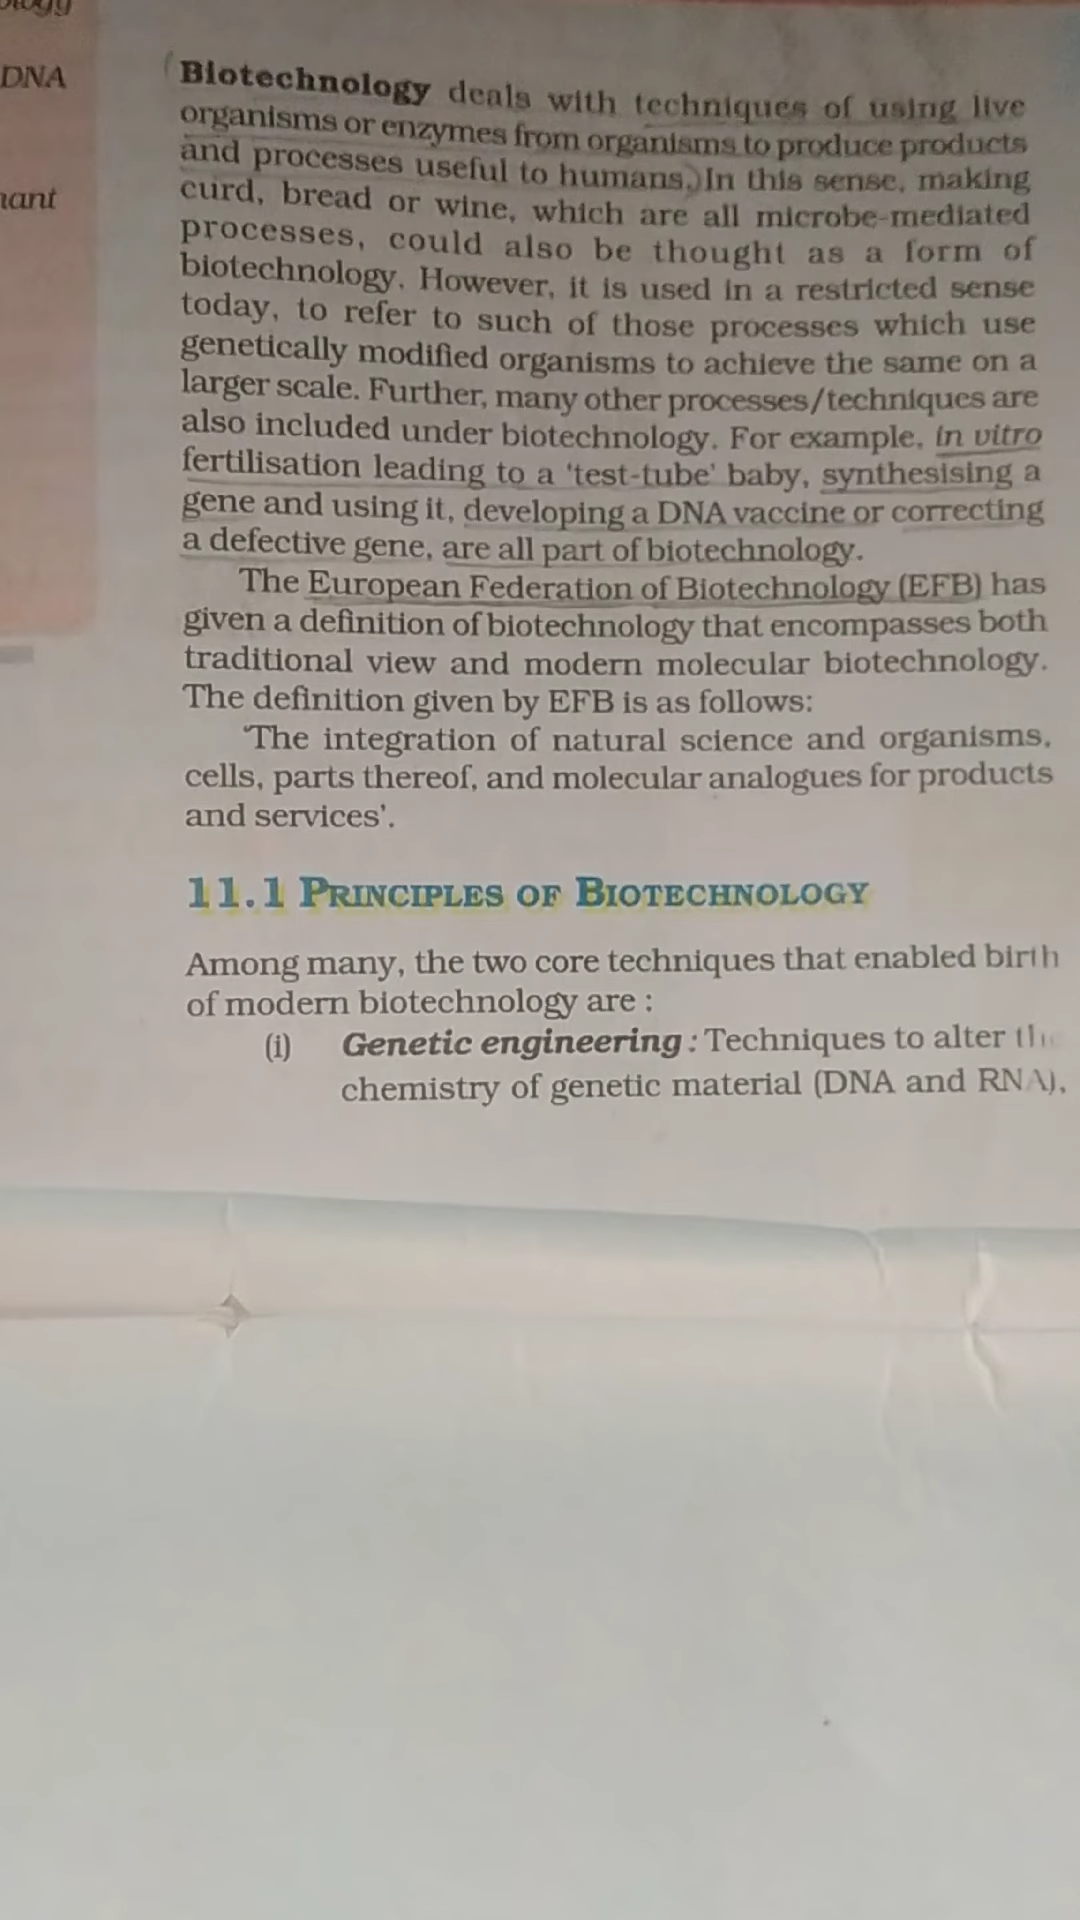 DNA
Biotechnology deals with techniques of using live
organisms or enzymes from organisms to produce products
and processes useful to humans. In this sense, making
curd, bread or wine, which are all microbe-mediated
processes, could also be thought as a form of
biotechnology. However, it is used in a restricted sense
today, to refer to such of those processes which use
genetically modified organisms to achieve the same on a
larger scale. Further, many other processes/techniques are
also included under biotechnology. For example, in vitro
fertilisation leading to a 'test-tube' baby, synthesising a
gene and using it, developing a DNA vaccine or correcting
a defective gene, are all part of biotechnology.
The European Federation of Biotechnology (EFB) has
given a definition of biotechnology that encompasses both
traditional view and modern molecular biotechnology.
The definition given by EFB is as follows:
'The integration of natural science and organisms,
cells, parts thereof, and molecular analogues for products
and services'.
11.1 PRINCIPLES OF BIOTECHNOLOGY
Among many, the two core techniques that enabled birth
of modern biotechnology are :
(i) Genetic engineering : Techniques to alter the
chemistry of genetic material (DNA and RNA),